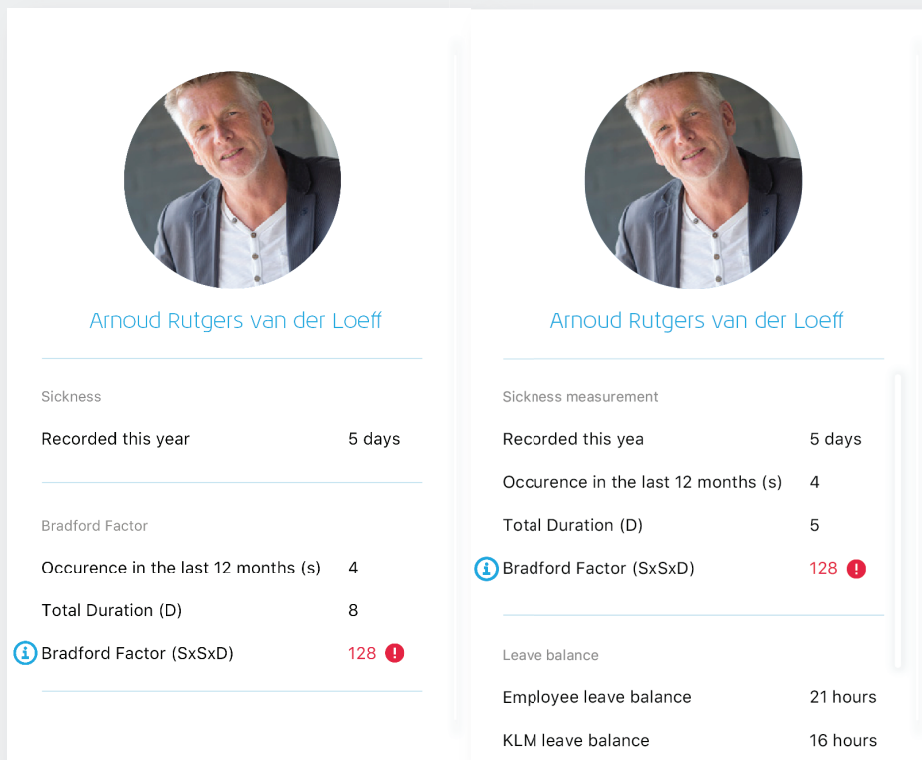 Arnoud Rutgers van der Loeff
Sickness
Recorded this year 5 days
Bradford Factor
Occurence in the last 12 months (s) 4
Total Duration (D) 8
Bradford Factor (SxSxD) 128
Arnoud Rutgers van der Loeff
Sickness measurement
Recorded this yea 5 days
Occurence in the last 12 months (s) 4
Total Duration (D) 5
Bradford Factor (SxSxD) 128
Leave balance
Employee leave balance 21 hours
KLM leave balance 16 hours